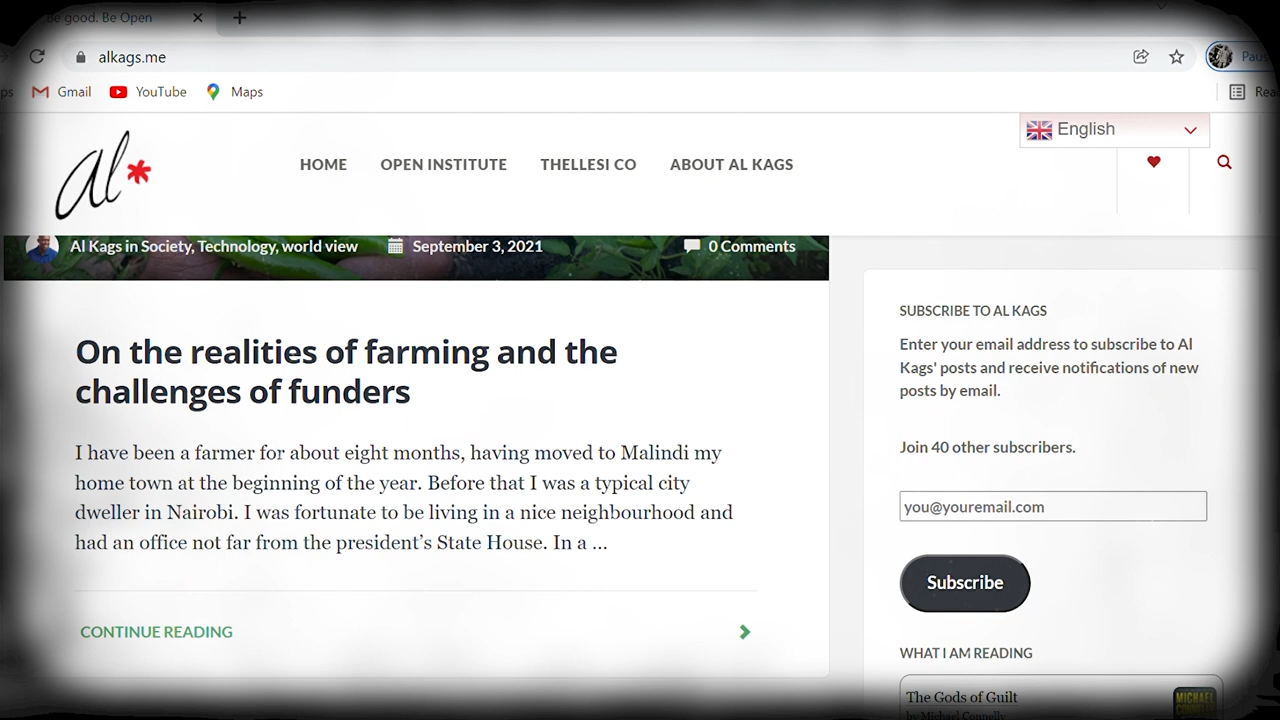 Be good. Be Open
alkags.me
Gmail
YouTube
Maps
English
al*
HOME
OPEN INSTITUTE
THELLESI CO
ABOUT AL KAGS
Al Kags in Society, Technology, world view
September 3, 2021
0 Comments
On the realities of farming and the
challenges of funders
I have been a farmer for about eight months, having moved to Malindi my
home town at the beginning of the year. Before that I was a typical city
dweller in Nairobi. I was fortunate to be living in a nice neighbourhood and
had an office not far from the president’s State House. In a ...
CONTINUE READING
SUBSCRIBE TO AL KAGS
Enter your email address to subscribe to Al
Kags' posts and receive notifications of new
posts by email.
Join 40 other subscribers.
you@youremail.com
Subscribe
WHAT I AM READING
The Gods of Guilt
by Michael Connelly
MICHAEL